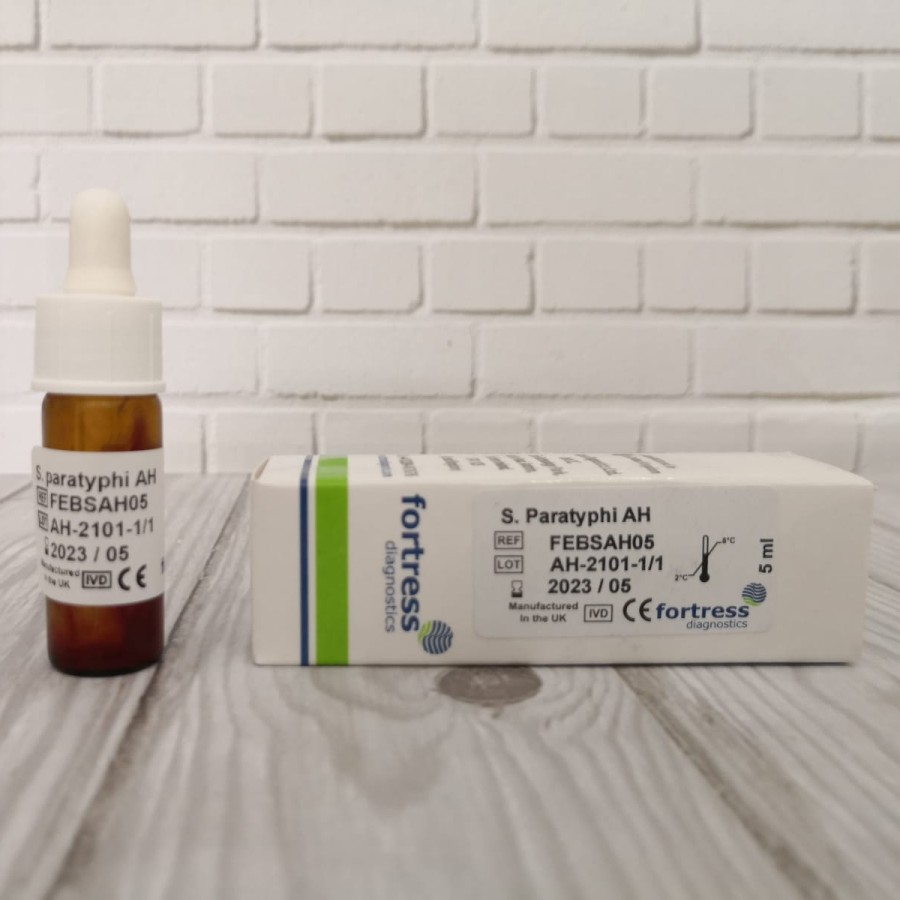 S. paratyphi AH
REF FEBSAH05
LOT AH-2101-1/1
2023 / 05
Manufactured
in the UK IVD CE
fortress
diagnostics
S. Paratyphi AH
REF FEBSAH05
LOT AH-2101-1/1
2023 / 05
8°C
2°C
5 ml
Manufactured
In the UK IVD CE
fortress
diagnostics